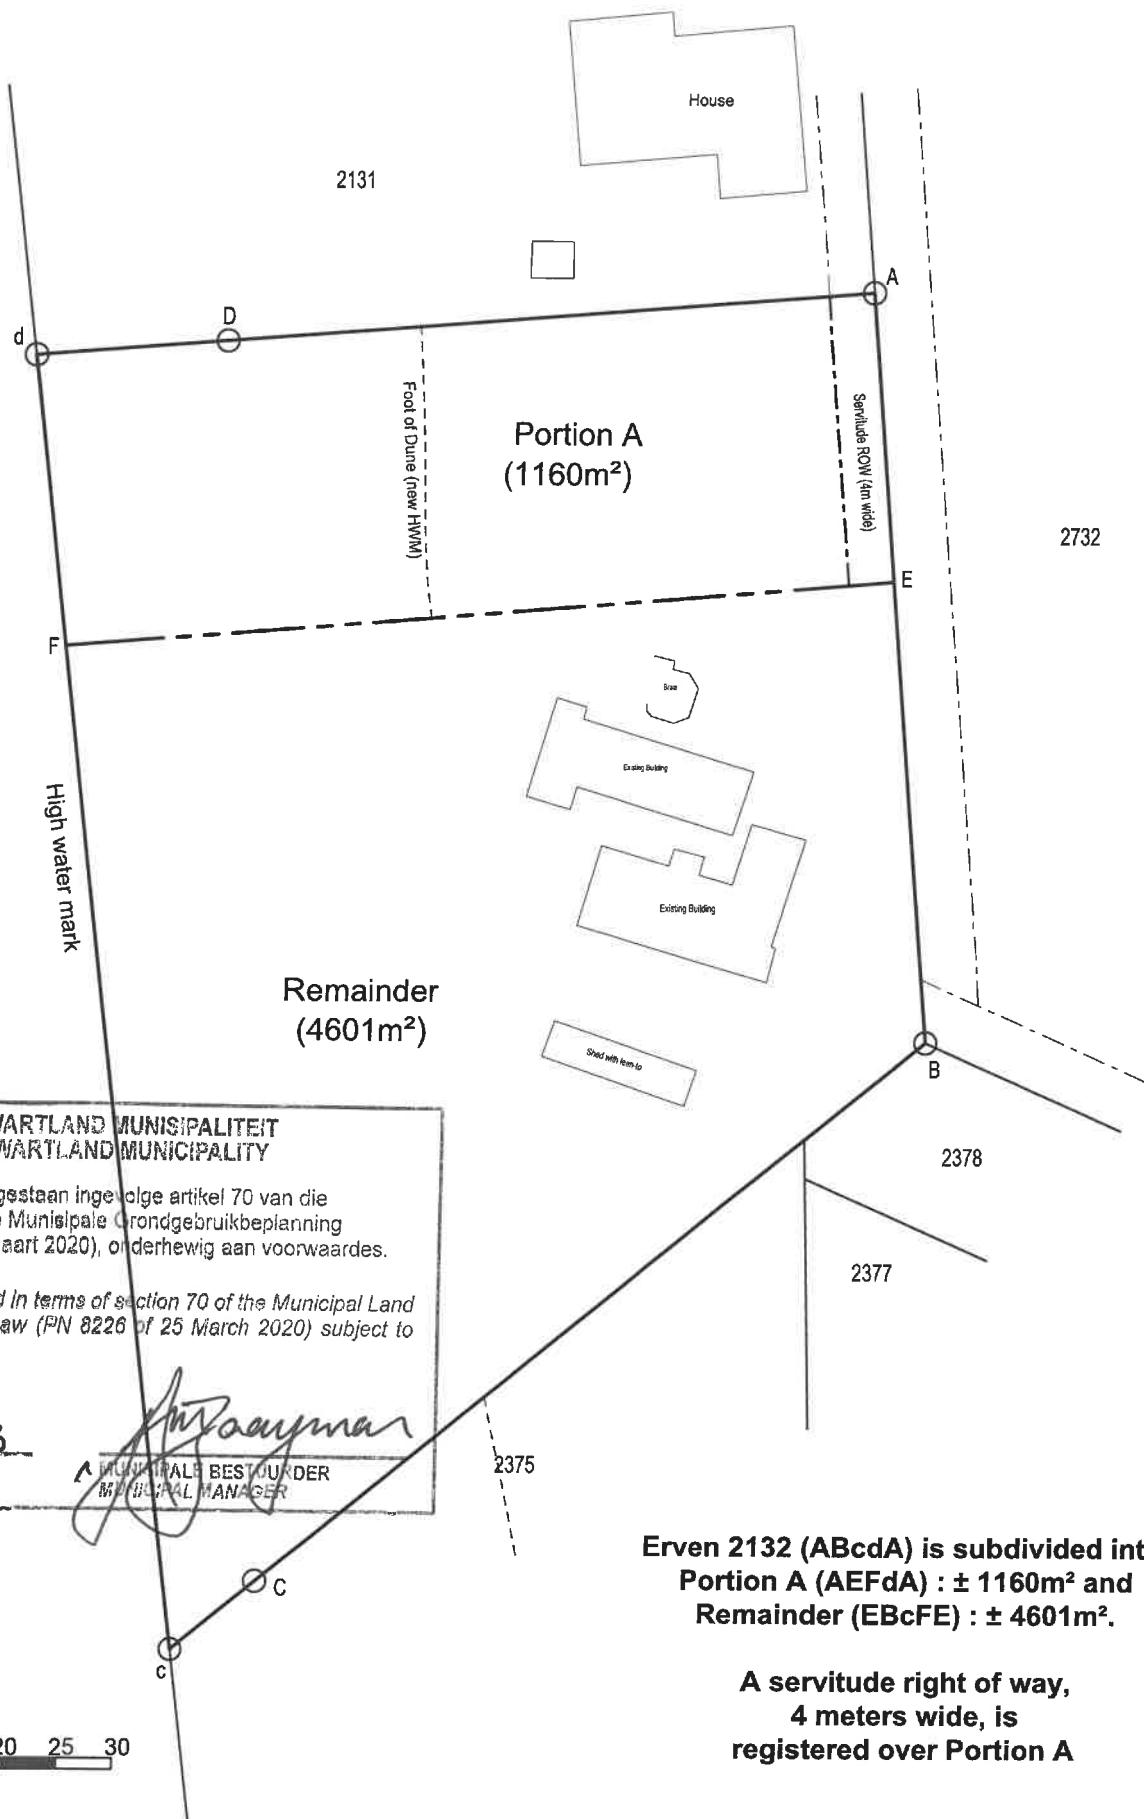 House
2131
A
D
d
Foot of Dune (new HWM)
Portion A
(1160m²)
Servitude ROW (4m wide)
2732
E
F
Braai
Existing Building
High water mark
Existing Building
Remainder
(4601m²)
Shed with lean-to
B
WARTLAND MUNISIPALITEIT
WARTLAND MUNICIPALITY
2378
gestaan ingevolge artikel 70 van die
Munisipale Grondgebruikbeplanning
aart 2020), onderhewig aan voorwaardes.
2377
d in terms of section 70 of the Municipal Land
aw (PN 8226 of 25 March 2020) subject to
MUNISIPALE BESTUURDER
MUNICIPAL MANAGER
2375
C
c
Erven 2132 (ABcdA) is subdivided int
Portion A (AEFdA) : ± 1160m² and
Remainder (EBcFE) : ± 4601m².
A servitude right of way,
4 meters wide, is
registered over Portion A
20 25 30